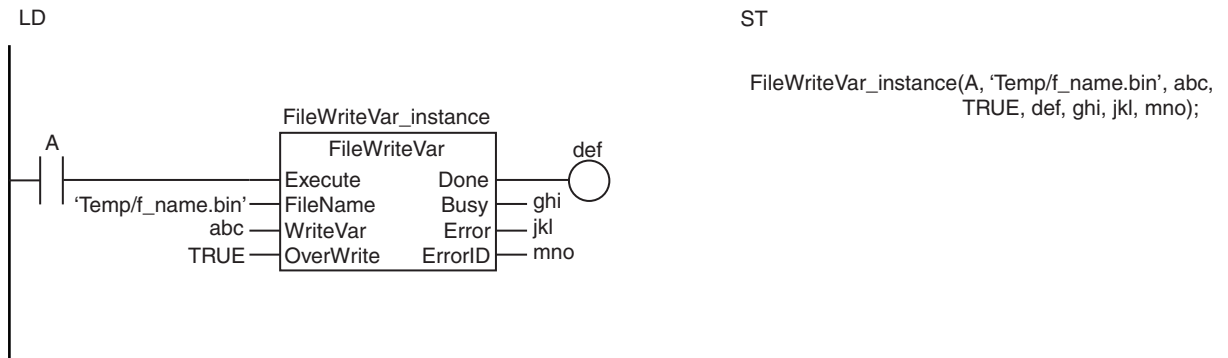 LD
ST
FileWriteVar_instance(A, ‘Temp/f_name.bin’, abc,
TRUE, def, ghi, jkl, mno);
FileWriteVar_instance
A
FileWriteVar
def
Execute Done
‘Temp/f_name.bin’ FileName Busy ghi
abc WriteVar Error jkl
TRUE OverWrite ErrorID mno